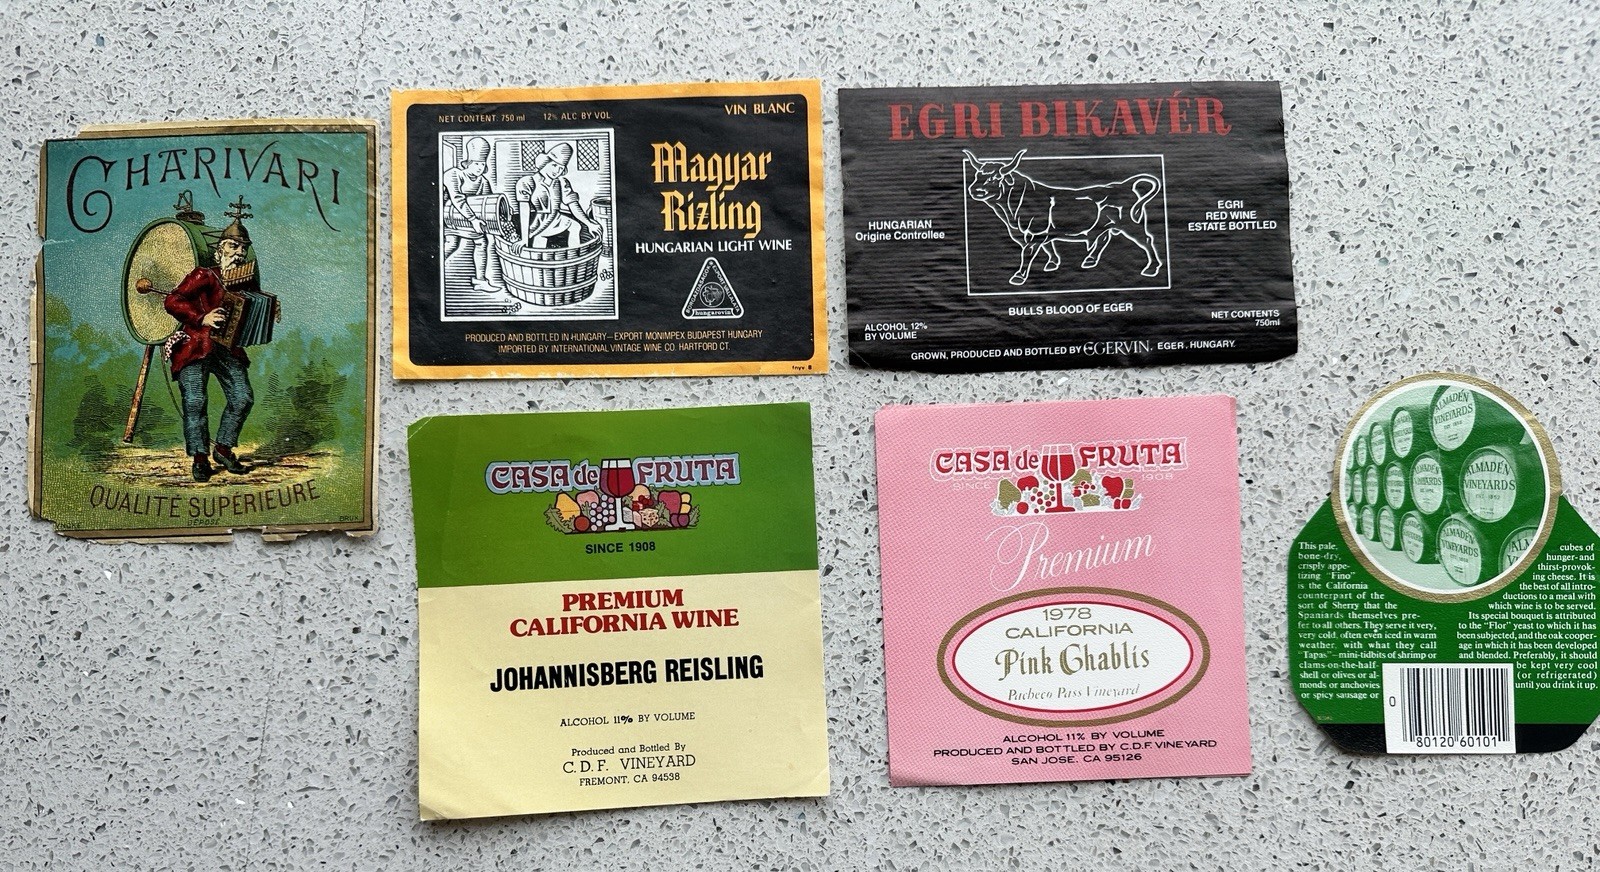 CHARIVARI
QUALITÉ SUPÉRIEURE
DÉPOSÉ
NET CONTENT: 750 ml 12% ALC BY VOL
VIN BLANC
Magyar
Rizling
HUNGARIAN LIGHT WINE
hungarovin
PRODUCED AND BOTTLED IN HUNGARY—EXPORT MONIMPEX BUDAPEST HUNGARY
IMPORTED BY INTERNATIONAL VINTAGE WINE CO. HARTFORD CT.
EGRI BIKAVÉR
HUNGARIAN
Origine Controllee
EGRI
RED WINE
ESTATE BOTTLED
BULLS BLOOD OF EGER
ALCOHOL 12%
BY VOLUME
NET CONTENTS
750ml
GROWN, PRODUCED AND BOTTLED BY EGERVIN. EGER. HUNGARY.
CASA de FRUTA
SINCE 1908
PREMIUM
CALIFORNIA WINE
JOHANNISBERG REISLING
ALCOHOL 11% BY VOLUME
Produced and Bottled By
C.D.F. VINEYARD
FREMONT, CA 94538
CASA de FRUTA
SINCE 1908
Premium
1978
CALIFORNIA
Pink Chablis
Pacheco Pass Vineyard
ALCOHOL 11% BY VOLUME
PRODUCED AND BOTTLED BY C.D.F. VINEYARD
SAN JOSE, CA 95126
ALMADÉN
VINEYARDS
ALMADÉN
VINEYARDS
ALMADÉN
VINEYARDS
ALMADÉN
VINEYARDS
This pale,
bone-dry,
crisply appe-
tizing "Fino"
is the California
counterpart of the
sort of Sherry that the
Spaniards themselves pre-
fer to all others. They serve it very,
very cold, often even iced in warm
weather, with what they call
"Tapas"—mini-tidbits of shrimp or
clams-on-the-half-
shell or olives or al-
monds or anchovies
or spicy sausage or
cubes of
hunger-and
thirst-provok-
ing cheese. It is
the best of all intro-
ductions to a meal with
which wine is to be served.
Its special bouquet is attributed
to the "Flor" yeast to which it has
been subjected, and the oak cooper-
age in which it has been developed
and blended. Preferably, it should
be kept very cool
(or refrigerated)
until you drink it up.
0 80120 60101